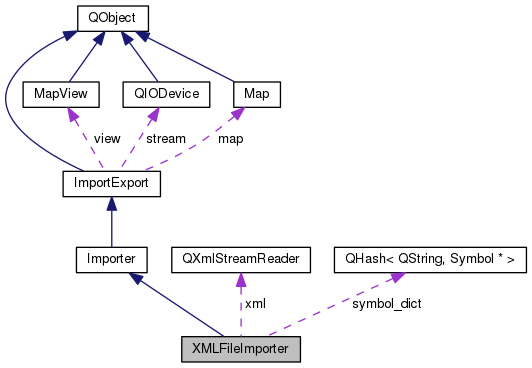 QObject
MapView
QIODevice
Map
view
stream
map
ImportExport
Importer
QXmlStreamReader
QHash< QString, Symbol * >
xml
symbol_dict
XMLFileImporter